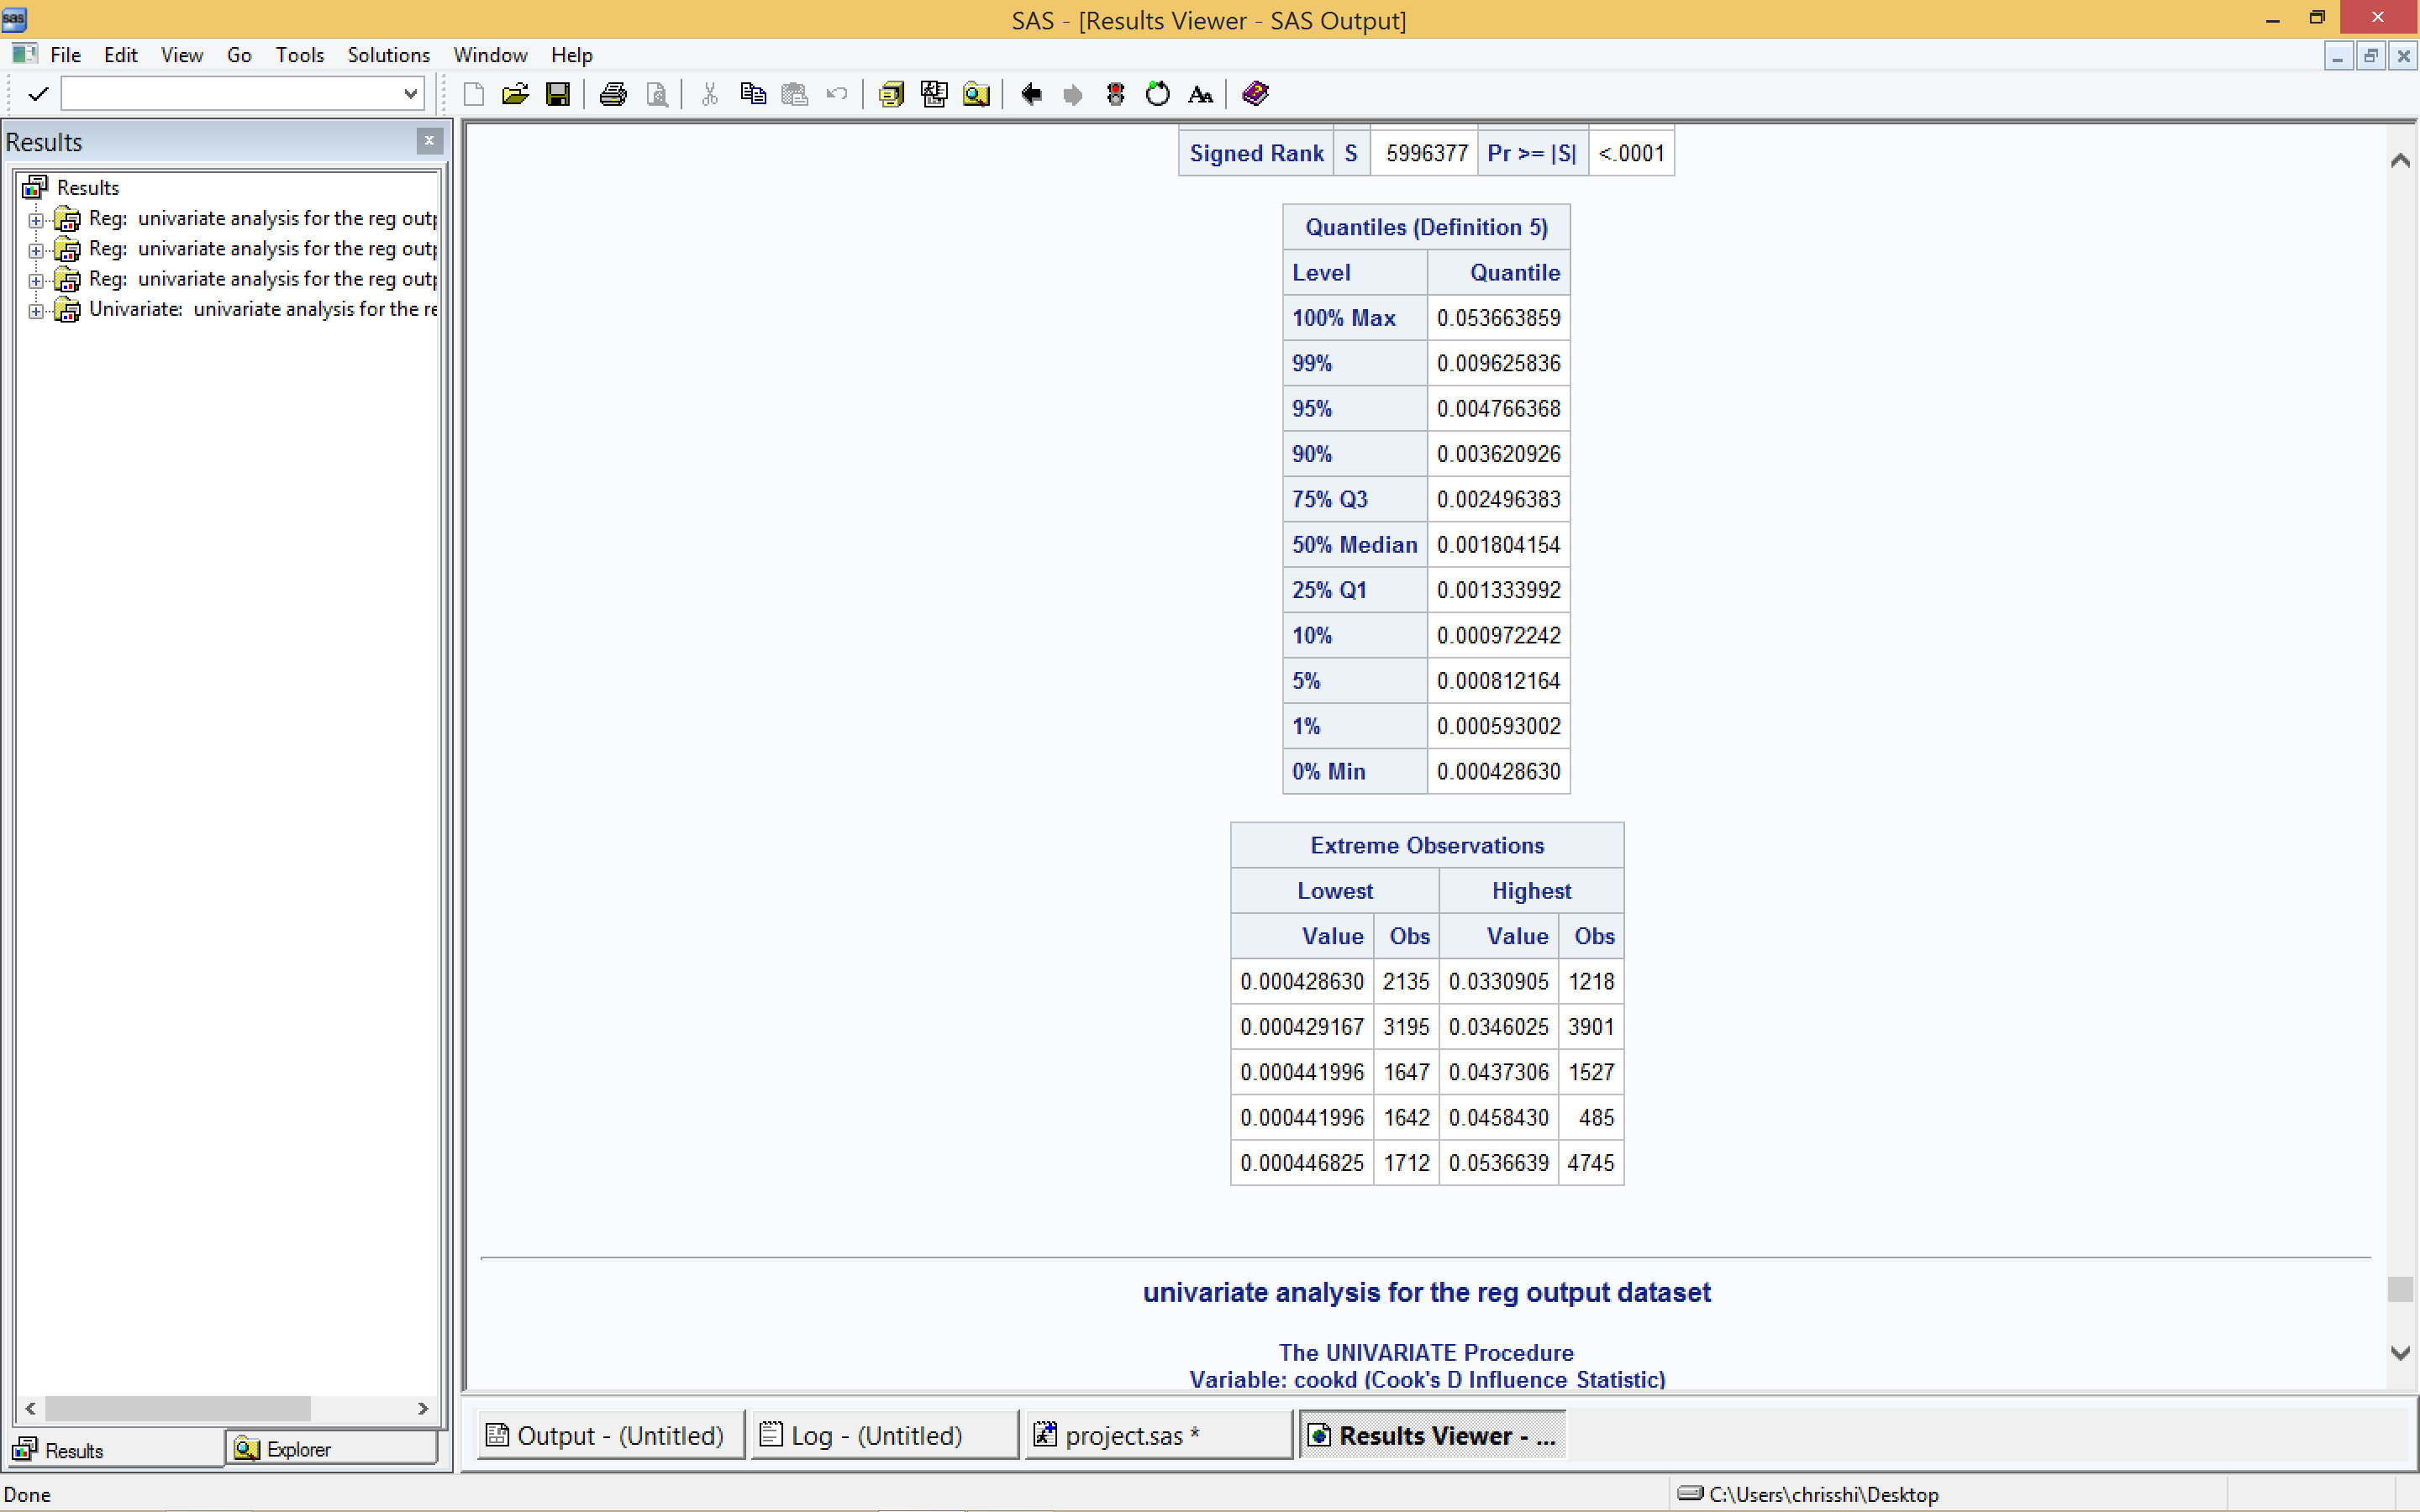 SAS - [Results Viewer - SAS Output]
File Edit View Go Tools Solutions Window Help
Results
Results
Reg: univariate analysis for the reg outp
Reg: univariate analysis for the reg outp
Reg: univariate analysis for the reg outp
Univariate: univariate analysis for the re
Results Explorer
Signed Rank S 5996377 Pr >= |S| <.0001
Quantiles (Definition 5)
Level Quantile
100% Max 0.053663859
99% 0.009625836
95% 0.004766368
90% 0.003620926
75% Q3 0.002496383
50% Median 0.001804154
25% Q1 0.001333992
10% 0.000972242
5% 0.000812164
1% 0.000593002
0% Min 0.000428630
Extreme Observations
Lowest Highest
Value Obs Value Obs
0.000428630 2135 0.0330905 1218
0.000429167 3195 0.0346025 3901
0.000441996 1647 0.0437306 1527
0.000441996 1642 0.0458430 485
0.000446825 1712 0.0536639 4745
univariate analysis for the reg output dataset
The UNIVARIATE Procedure
Variable: cookd (Cook's D Influence Statistic)
Output - (Untitled) Log - (Untitled) project.sas * Results Viewer - ...
Done C:\Users\chrisshi\Desktop